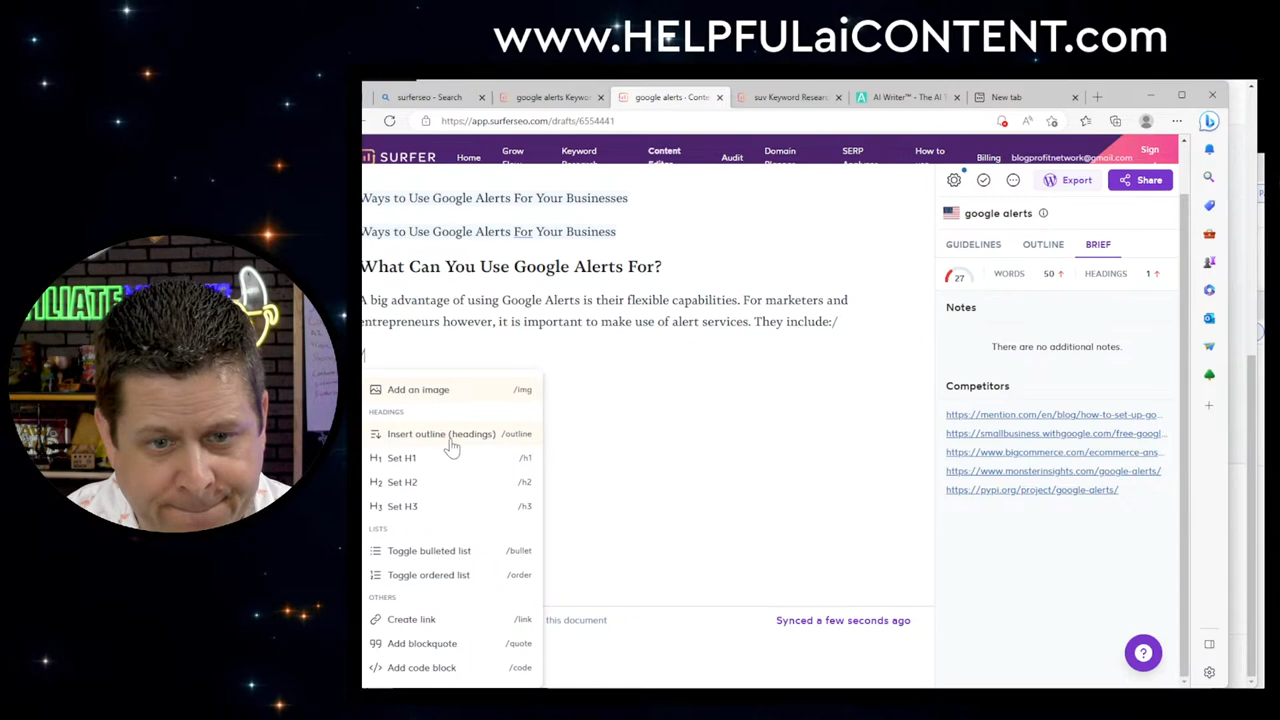 www.HELPFULaiCONTENT.com
surferseo - Search
google alerts Keywo
google alerts - Conte
suv Keyword Resear
AI Writer™ - The AI T
New tab
https://app.surferseo.com/drafts/6554441
SURFER
Home
Grow
Keyword
Content
Audit
Domain
SERP
How to
Billing
blogprofitnetwork@gmail.com
Sign
Ways to Use Google Alerts For Your Businesses
Ways to Use Google Alerts For Your Business
What Can You Use Google Alerts For?
A big advantage of using Google Alerts is their flexible capabilities. For marketers and
entrepreneurs however, it is important to make use of alert services. They include:/
/
Add an image /img
HEADINGS
Insert outline (headings) /outline
H1 Set H1 /h1
H2 Set H2 /h2
H3 Set H3 /h3
LISTS
Toggle bulleted list /bullet
Toggle ordered list /order
OTHERS
Create link /link
Add blockquote /quote
Add code block /code
this document
Synced a few seconds ago
Export
Share
google alerts
GUIDELINES
OUTLINE
BRIEF
27
WORDS 50
HEADINGS 1
Notes
There are no additional notes.
Competitors
https://mention.com/en/blog/how-to-set-up-go...
https://smallbusiness.withgoogle.com/free-googl...
https://www.bigcommerce.com/ecommerce-ans...
https://www.monsterinsights.com/google-alerts/
https://pypi.org/project/google-alerts/